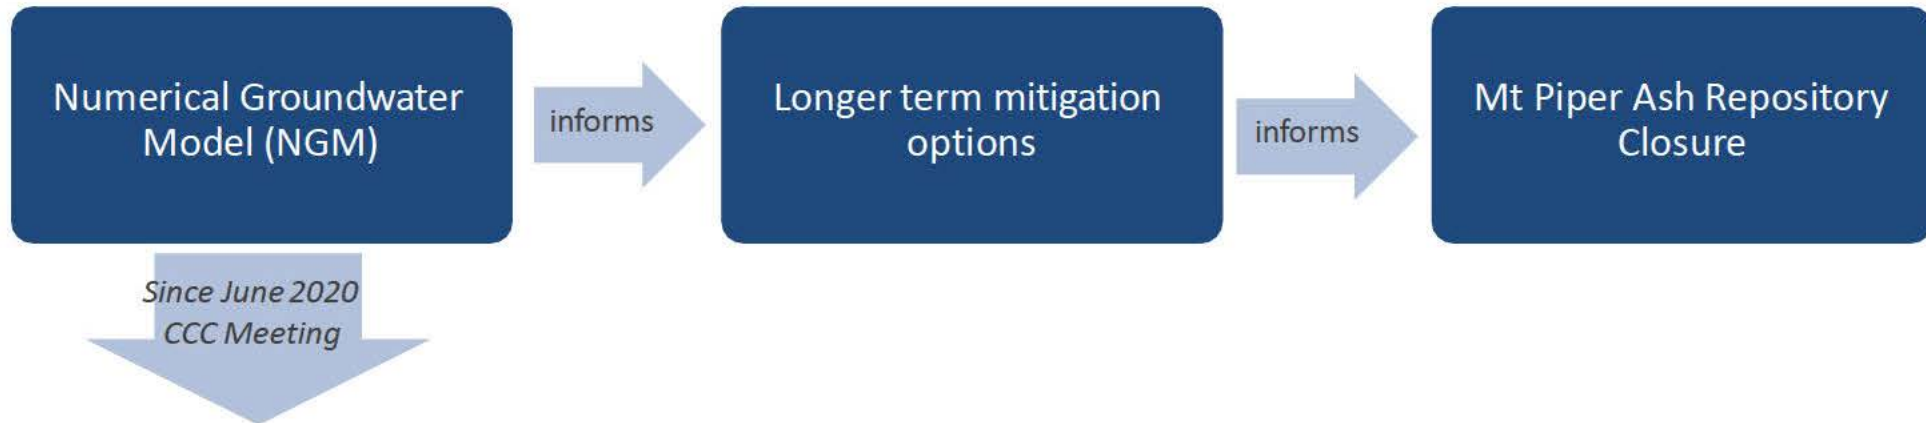 Numerical Groundwater
Model (NGM)
informs
Longer term mitigation
options
informs
Mt Piper Ash Repository
Closure
Since June 2020
CCC Meeting